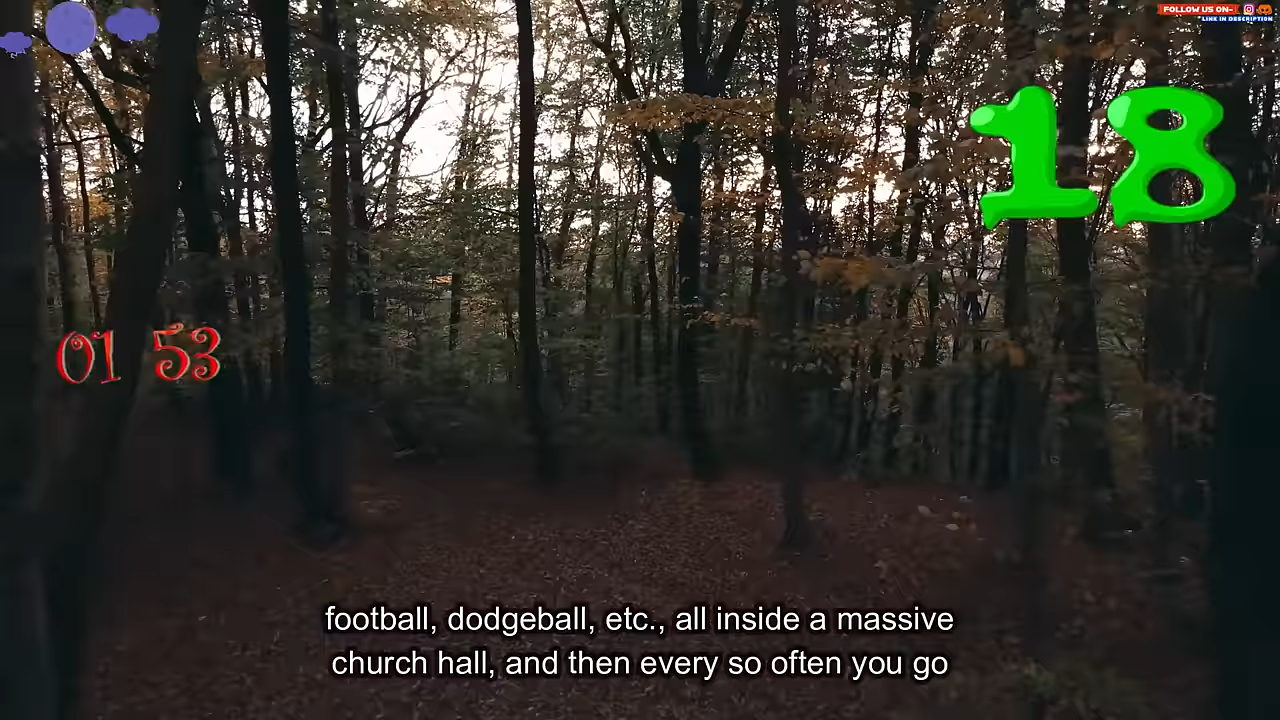 FOLLOW US ON-
*LINK IN DESCRIPTION
18
01 53
football, dodgeball, etc., all inside a massive
church hall, and then every so often you go